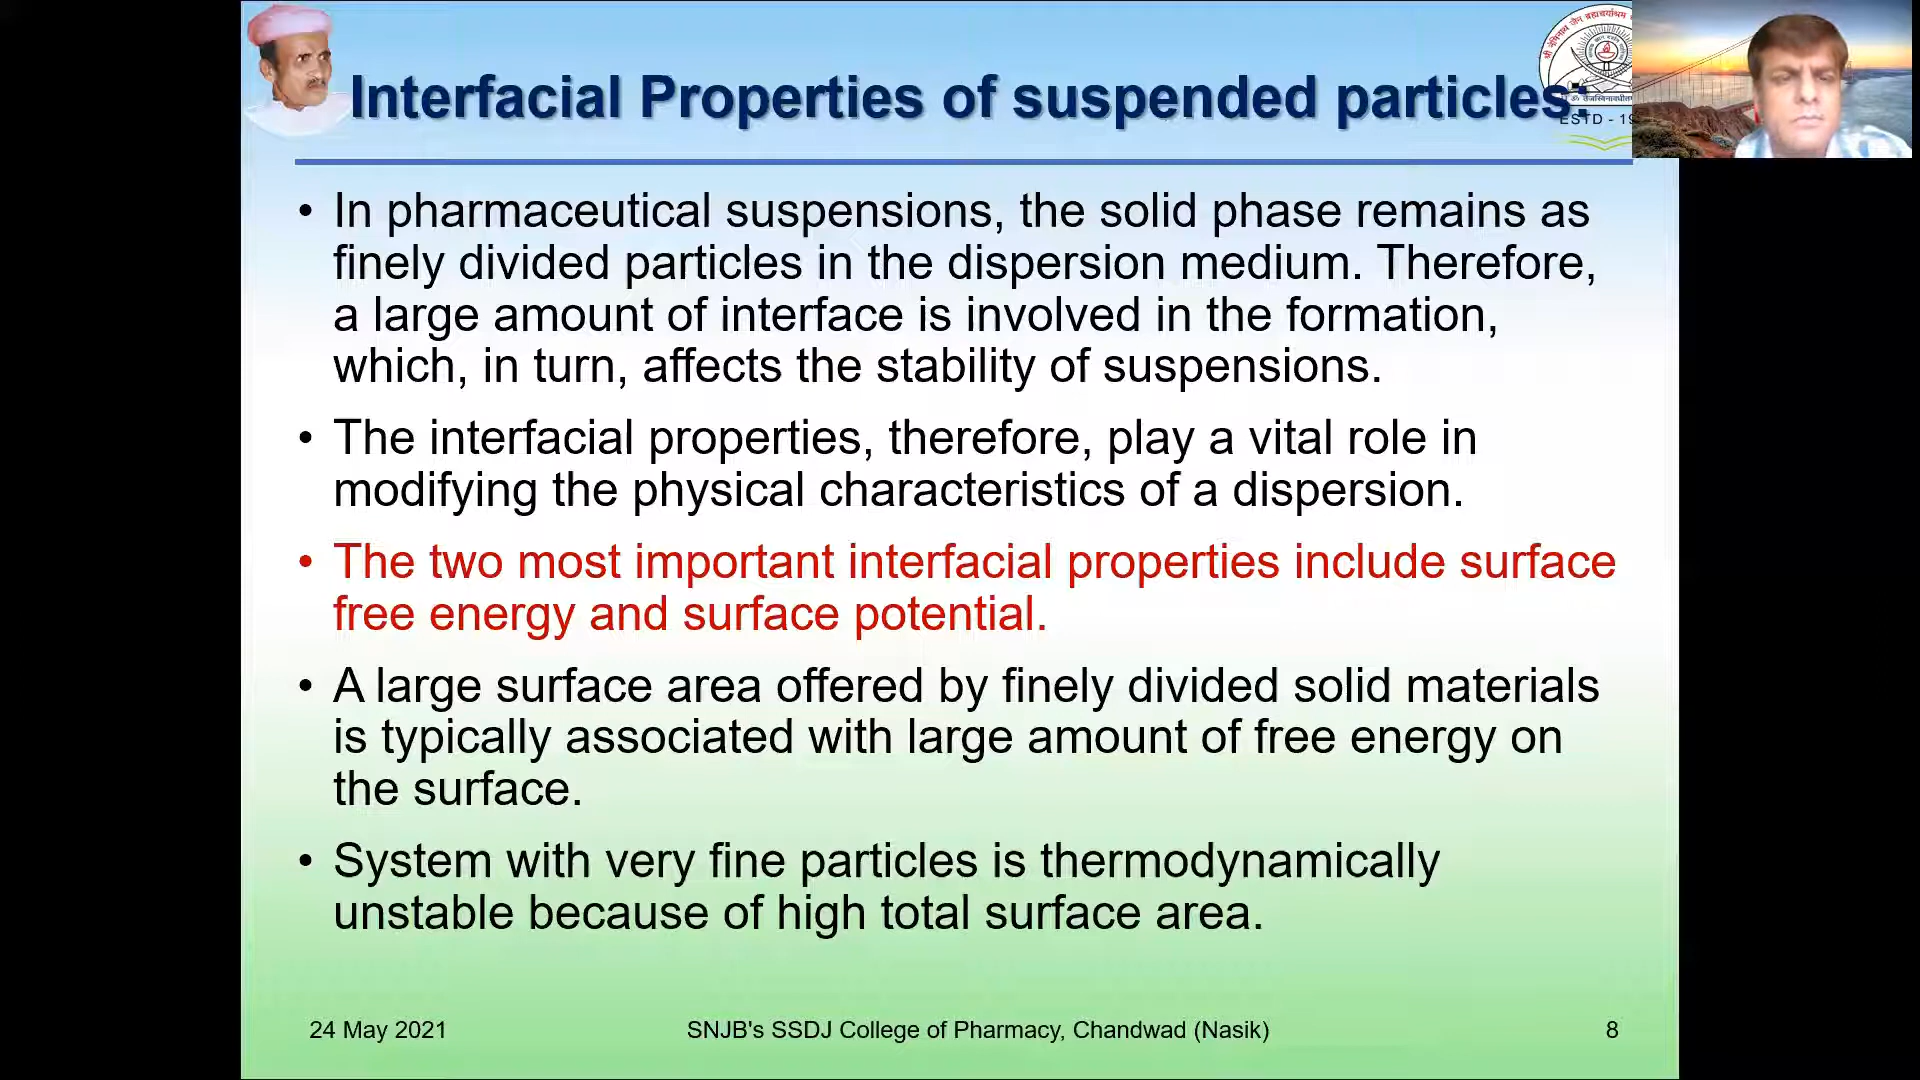 Interfacial Properties of suspended particles:
ESTD - 19
• In pharmaceutical suspensions, the solid phase remains as
finely divided particles in the dispersion medium. Therefore,
a large amount of interface is involved in the formation,
which, in turn, affects the stability of suspensions.
• The interfacial properties, therefore, play a vital role in
modifying the physical characteristics of a dispersion.
• The two most important interfacial properties include surface
free energy and surface potential.
• A large surface area offered by finely divided solid materials
is typically associated with large amount of free energy on
the surface.
• System with very fine particles is thermodynamically
unstable because of high total surface area.
24 May 2021
SNJB's SSDJ College of Pharmacy, Chandwad (Nasik)
8